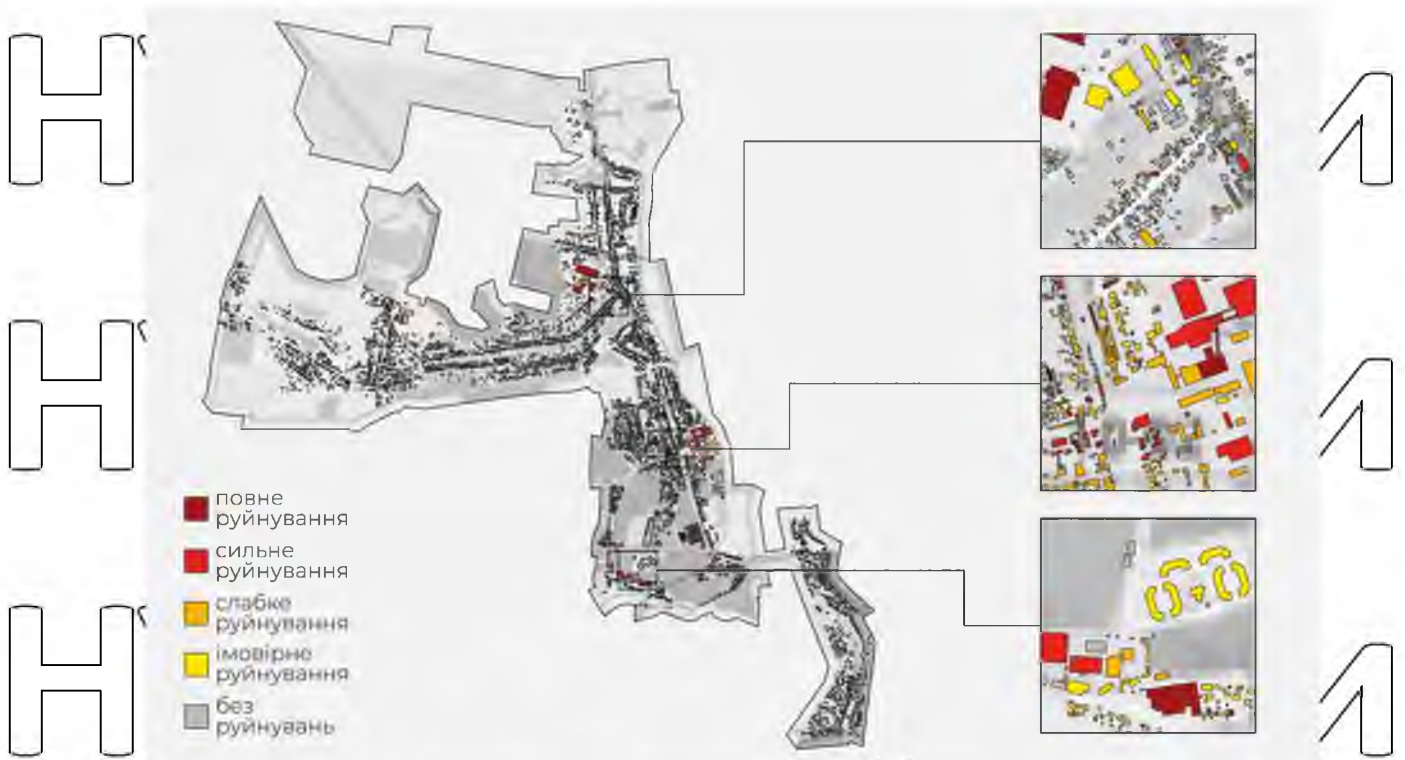 повне
руйнування
сильне
руйнування
слабке
руйнування
імовірне
руйнування
без
руйнувань